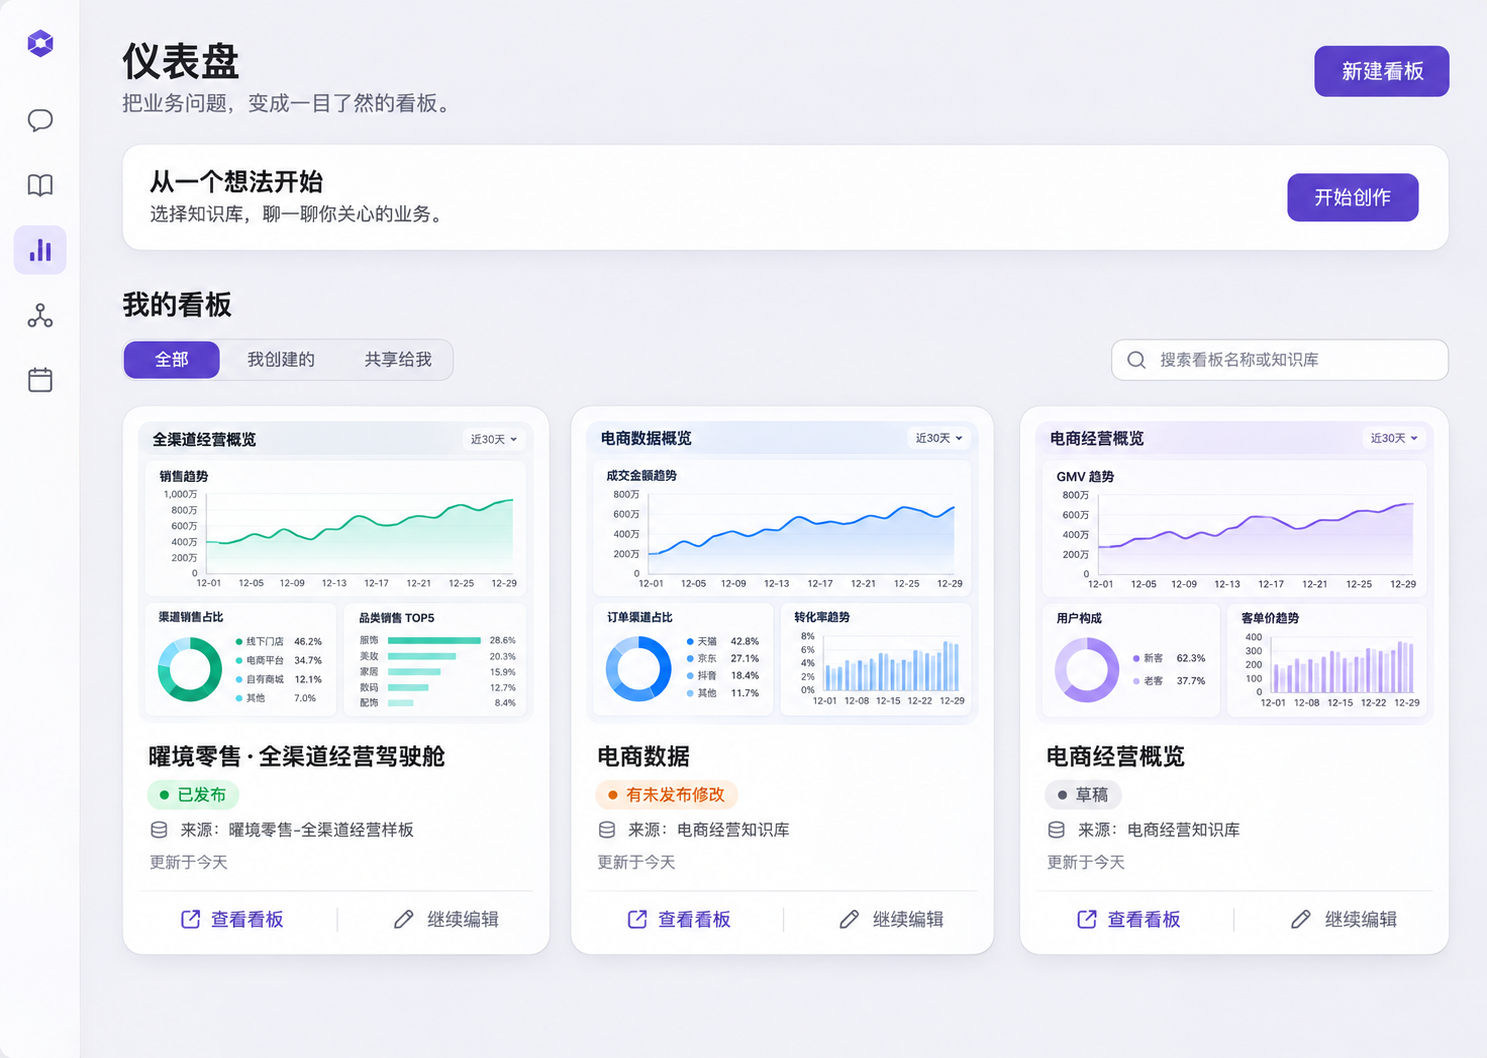 仪表盘
把业务问题，变成一目了然的看板。
新建看板
从一个想法开始
选择知识库，聊一聊你关心的业务。
开始创作
我的看板
全部 我创建的 共享给我
搜索看板名称或知识库
全渠道经营概览 近30天
销售趋势
1,000万
800万
600万
400万
200万
0
12-01 12-05 12-09 12-13 12-17 12-21 12-25 12-29
渠道销售占比
线下门店 46.2%
电商平台 34.7%
自有商城 12.1%
其他 7.0%
品类销售 TOP5
服饰 28.6%
美妆 20.3%
家居 15.9%
数码 12.7%
配饰 8.4%
曜境零售·全渠道经营驾驶舱
已发布
来源：曜境零售-全渠道经营样板
更新于今天
查看看板 继续编辑
电商数据概览 近30天
成交金额趋势
800万
600万
400万
200万
0
12-01 12-05 12-09 12-13 12-17 12-21 12-25 12-29
订单渠道占比
天猫 42.8%
京东 27.1%
抖音 18.4%
其他 11.7%
转化率趋势
8%
6%
4%
2%
0%
12-01 12-08 12-15 12-22 12-29
电商数据
有未发布修改
来源：电商经营知识库
更新于今天
查看看板 继续编辑
电商经营概览 近30天
GMV 趋势
800万
600万
400万
200万
0
12-01 12-05 12-09 12-13 12-17 12-21 12-25 12-29
用户构成
新客 62.3%
老客 37.7%
客单价趋势
400
300
200
100
0
12-01 12-08 12-15 12-22 12-29
电商经营概览
草稿
来源：电商经营知识库
更新于今天
查看看板 继续编辑